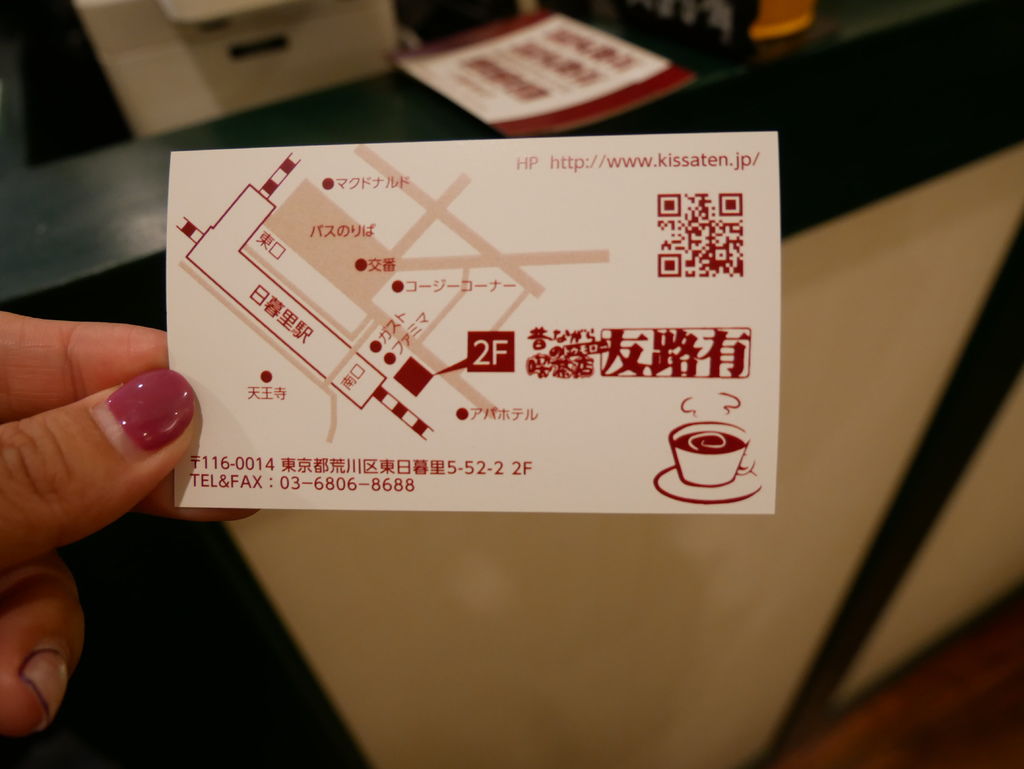 HP http://www.kissaten.jp/
マクドナルド
バスのりば
東口
交番
コージーコーナー
日暮里駅
ガスト
ファミマ
2F
昔ながらの
喫茶店
友路有
南口
天王寺
アパホテル
〒116-0014 東京都荒川区東日暮里5-52-2 2F
TEL&FAX：03−6806−8688